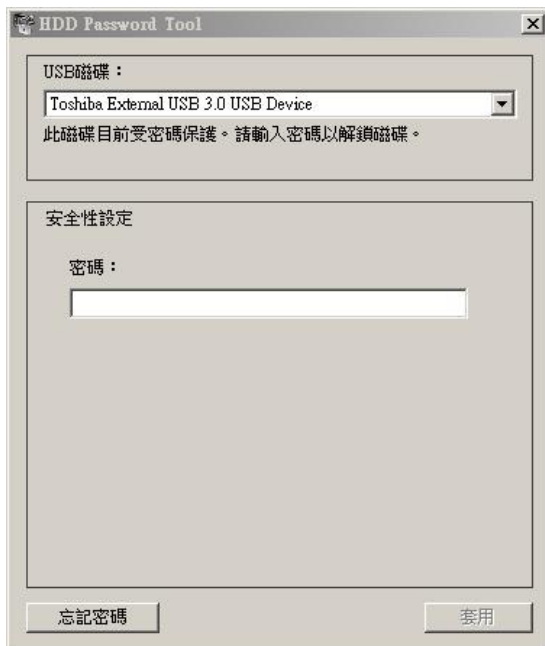 HDD Password Tool
USB磁碟：
Toshiba External USB 3.0 USB Device
此磁碟目前受密碼保護。請輸入密碼以解鎖磁碟。
安全性設定
密碼：
忘記密碼
套用